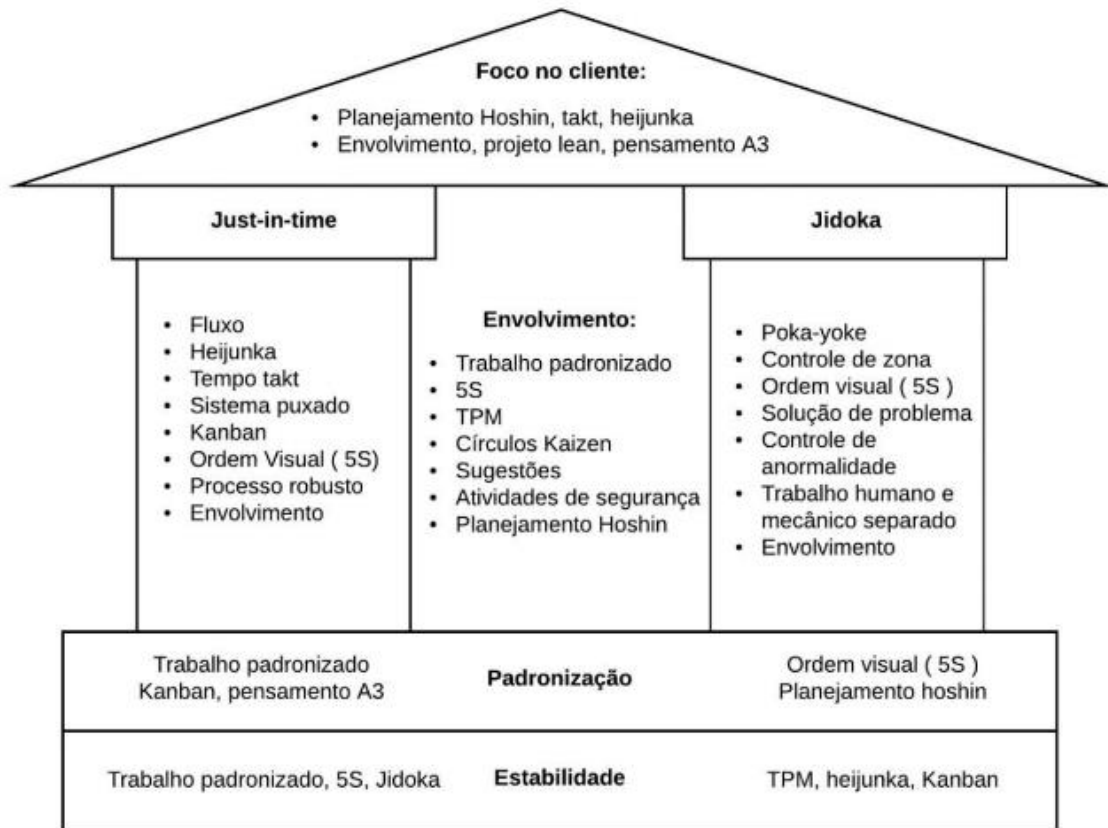 Foco no cliente:
• Planejamento Hoshin, takt, heijunka
• Envolvimento, projeto lean, pensamento A3
Just-in-time
Jidoka
• Fluxo
• Heijunka
• Tempo takt
• Sistema puxado
• Kanban
• Ordem Visual ( 5S)
• Processo robusto
• Envolvimento
Envolvimento:
• Trabalho padronizado
• 5S
• TPM
• Círculos Kaizen
• Sugestões
• Atividades de segurança
• Planejamento Hoshin
• Poka-yoke
• Controle de zona
• Ordem visual ( 5S )
• Solução de problema
• Controle de
anormalidade
• Trabalho humano e
mecânico separado
• Envolvimento
Trabalho padronizado
Kanban, pensamento A3
Padronização
Ordem visual ( 5S )
Planejamento hoshin
Trabalho padronizado, 5S, Jidoka
Estabilidade
TPM, heijunka, Kanban